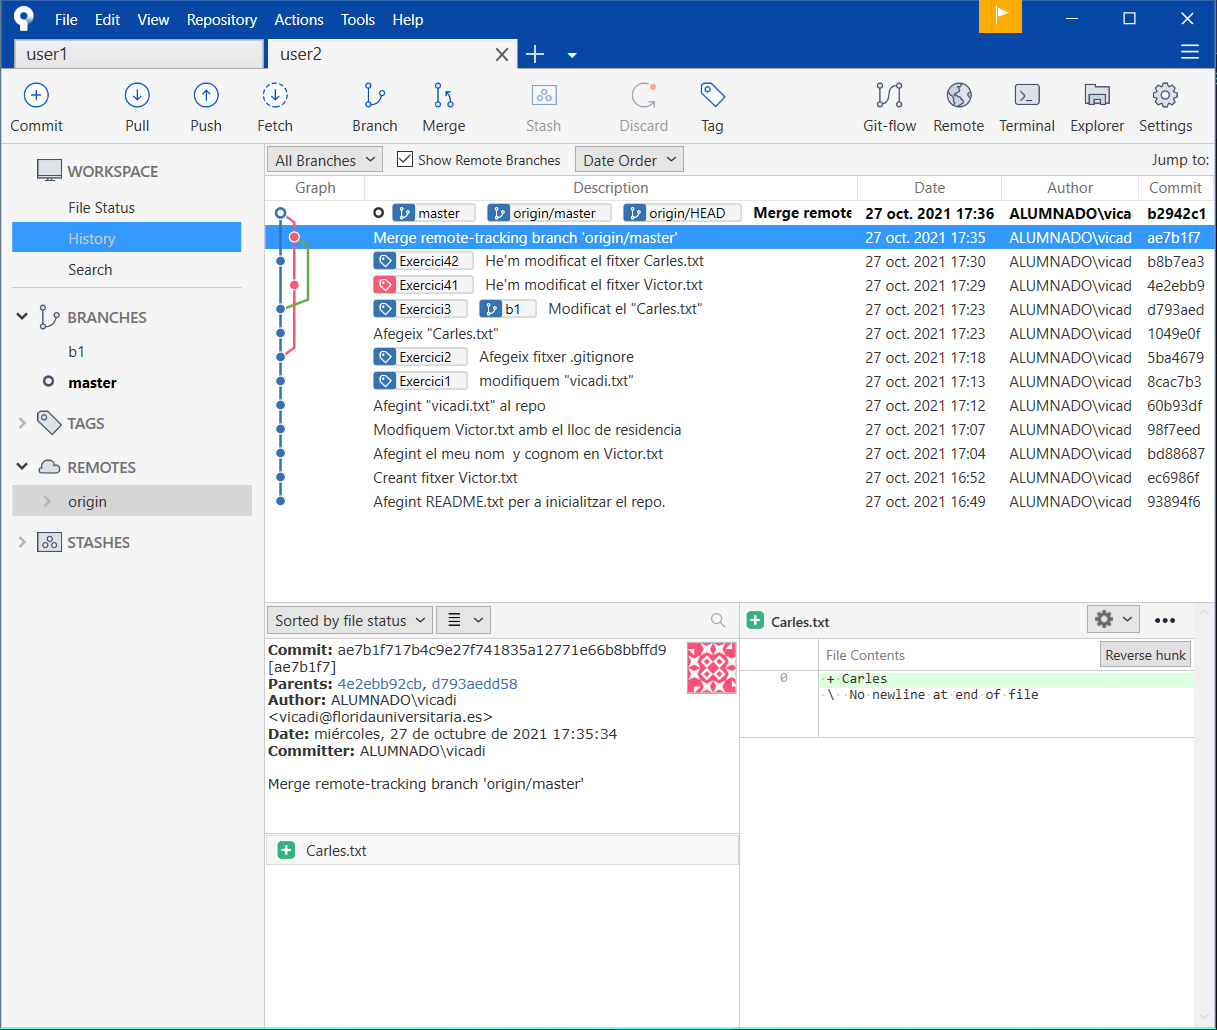 File Edit View Repository Actions Tools Help
user1 user2
Commit Pull Push Fetch Branch Merge Stash Discard Tag Git-flow Remote Terminal Explorer Settings
WORKSPACE
File Status
History
Search
BRANCHES
b1
master
TAGS
REMOTES
origin
STASHES
All Branches Show Remote Branches Date Order Jump to:
Graph Description Date Author Commit
master origin/master origin/HEAD Merge remote 27 oct. 2021 17:36 ALUMNADO\vicad b2942c1
Merge remote-tracking branch 'origin/master' 27 oct. 2021 17:35 ALUMNADO\vicad ae7b1f7
Exercici42 He'm modificat el fitxer Carles.txt 27 oct. 2021 17:30 ALUMNADO\vicad b8b7ea3
Exercici41 He'm modificat el fitxer Victor.txt 27 oct. 2021 17:29 ALUMNADO\vicad 4e2ebb9
Exercici3 b1 Modificat el "Carles.txt" 27 oct. 2021 17:23 ALUMNADO\vicad d793aed
Afegeix "Carles.txt" 27 oct. 2021 17:23 ALUMNADO\vicad 1049e0f
Exercici2 Afegeix fitxer .gitignore 27 oct. 2021 17:18 ALUMNADO\vicad 5ba4679
Exercici1 modifiquem "vicadi.txt" 27 oct. 2021 17:13 ALUMNADO\vicad 8cac7b3
Afegint "vicadi.txt" al repo 27 oct. 2021 17:12 ALUMNADO\vicad 60b93df
Modfiquem Victor.txt amb el lloc de residencia 27 oct. 2021 17:07 ALUMNADO\vicad 98f7eed
Afegint el meu nom y cognom en Victor.txt 27 oct. 2021 17:04 ALUMNADO\vicad bd88687
Creant fitxer Victor.txt 27 oct. 2021 16:52 ALUMNADO\vicad ec6986f
Afegint README.txt per a inicialitzar el repo. 27 oct. 2021 16:49 ALUMNADO\vicad 93894f6
Sorted by file status
Commit: ae7b1f717b4c9e27f741835a12771e66b8bbffd9
[ae7b1f7]
Parents: 4e2ebb92cb, d793aedd58
Author: ALUMNADO\vicadi
<vicadi@floridauniversitaria.es>
Date: miércoles, 27 de octubre de 2021 17:35:34
Committer: ALUMNADO\vicadi
Merge remote-tracking branch 'origin/master'
Carles.txt
Carles.txt
File Contents Reverse hunk
0 + Carles
\ No newline at end of file